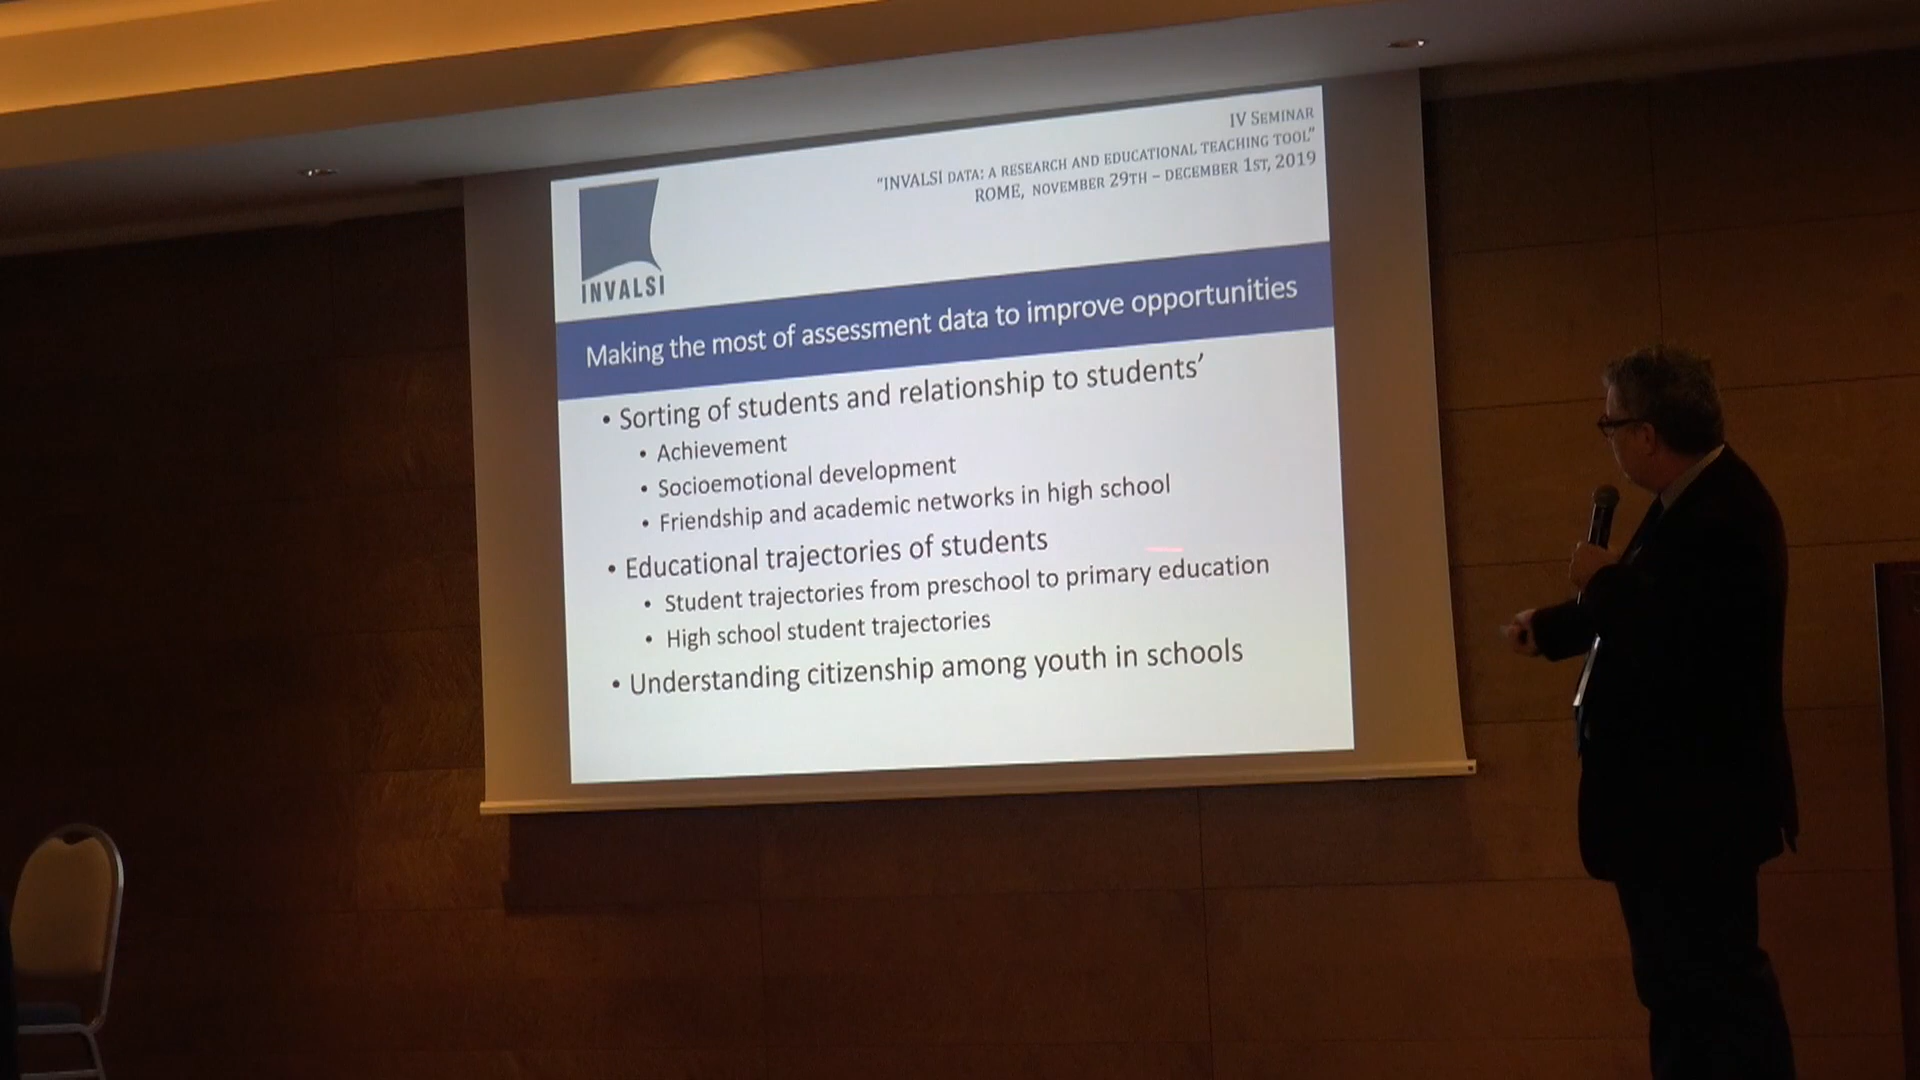 IV SEMINAR
"INVALSI DATA: A RESEARCH AND EDUCATIONAL TEACHING TOOL"
ROME, NOVEMBER 29TH – DECEMBER 1ST, 2019
INVALSI
Making the most of assessment data to improve opportunities
• Sorting of students and relationship to students'
• Achievement
• Socioemotional development
• Friendship and academic networks in high school
• Educational trajectories of students
• Student trajectories from preschool to primary education
• High school student trajectories
• Understanding citizenship among youth in schools